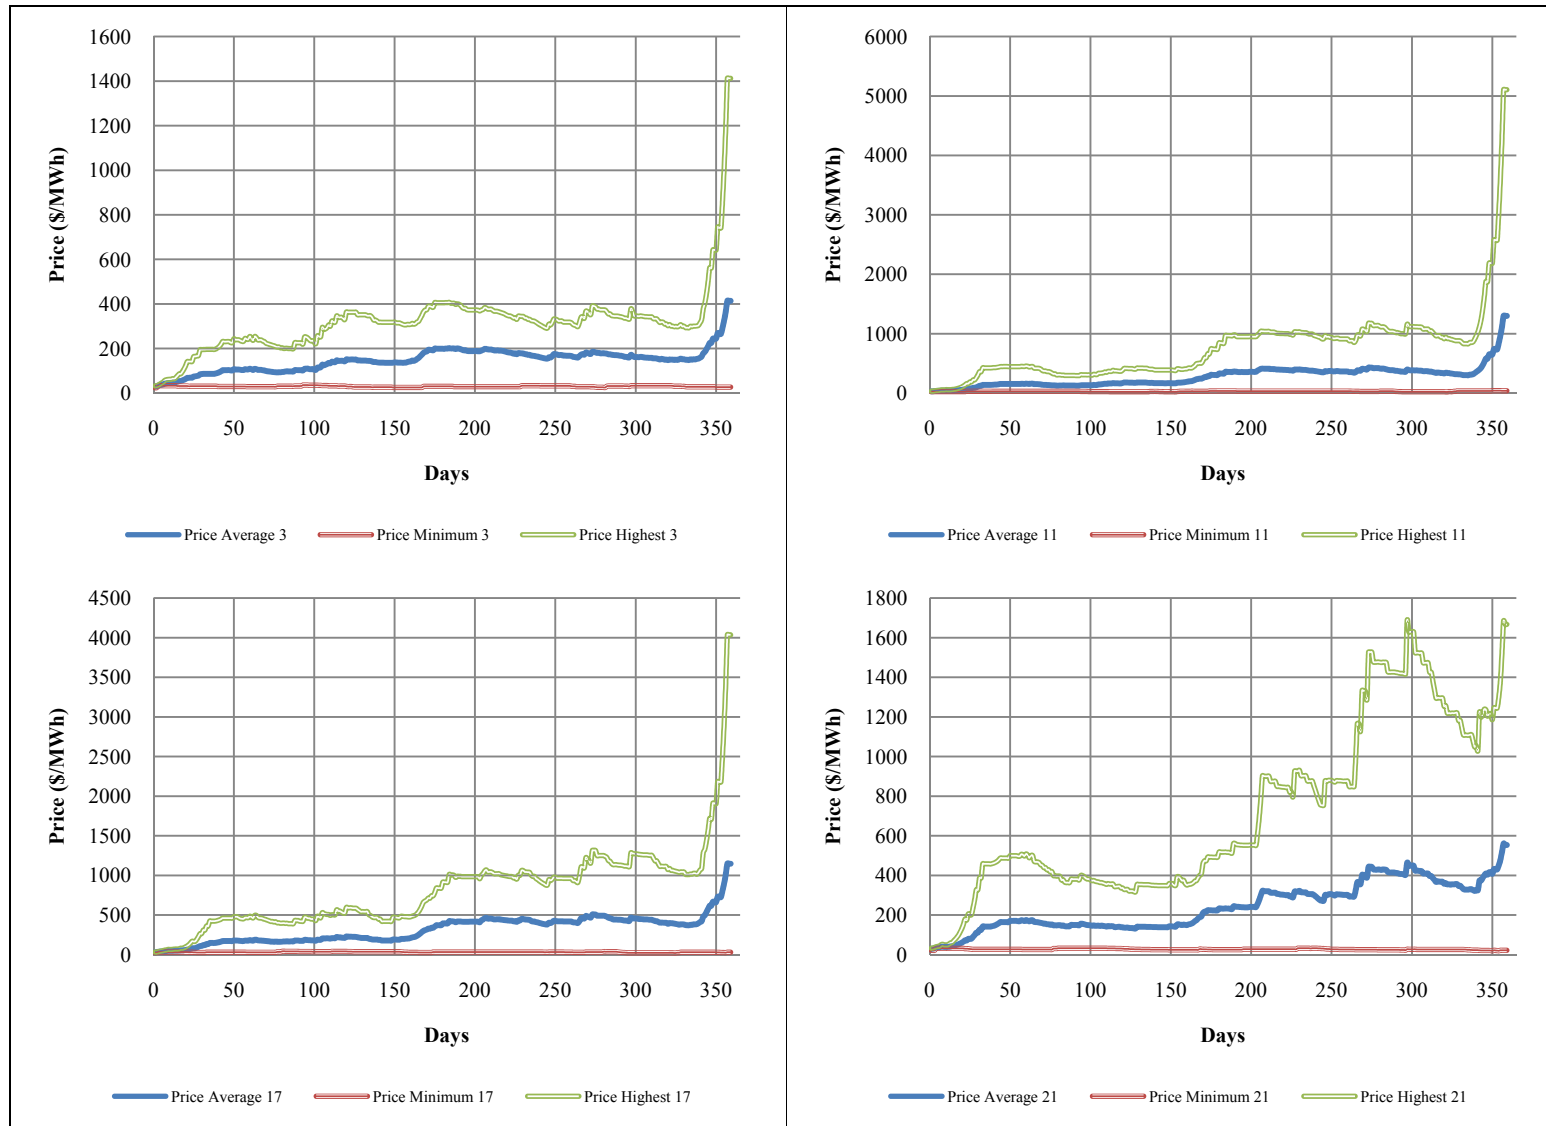 1600
1400
1200
1000
800
600
400
200
0
Price ($/MWh)
0 50 100 150 200 250 300 350
Days
Price Average 3 Price Minimum 3 Price Highest 3
6000
5000
4000
3000
2000
1000
0
Price ($/MWh)
0 50 100 150 200 250 300 350
Days
Price Average 11 Price Minimum 11 Price Highest 11
4500
4000
3500
3000
2500
2000
1500
1000
500
0
Price ($/MWh)
0 50 100 150 200 250 300 350
Days
Price Average 17 Price Minimum 17 Price Highest 17
1800
1600
1400
1200
1000
800
600
400
200
0
Price ($/MWh)
0 50 100 150 200 250 300 350
Days
Price Average 21 Price Minimum 21 Price Highest 21